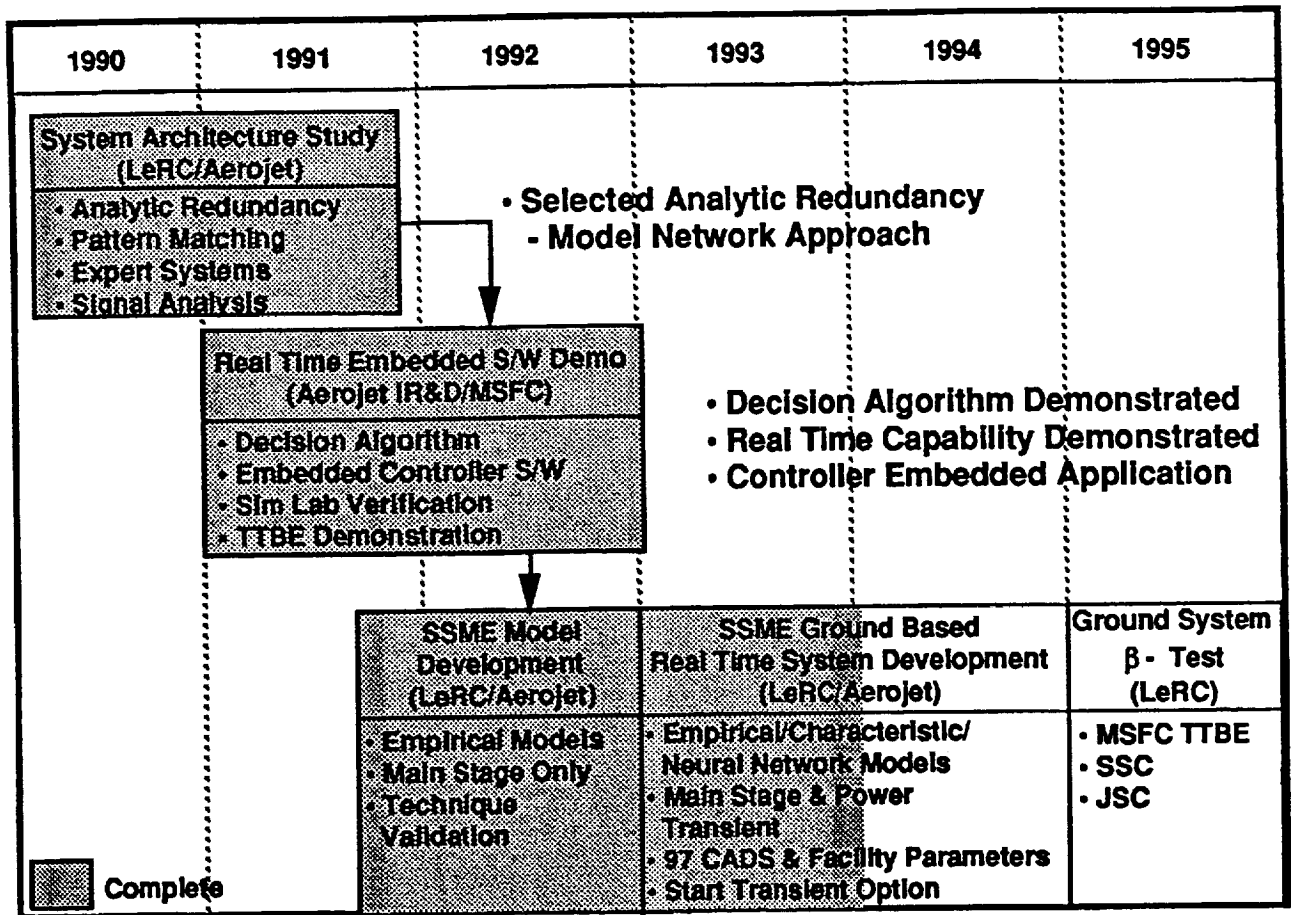 1990 1991 1992 1993 1994 1995
System Architecture Study
(LeRC/Aerojet)
• Analytic Redundancy
• Pattern Matching
• Expert Systems
• Signal Analysis
• Selected Analytic Redundancy
- Model Network Approach
Real Time Embedded S/W Demo
(Aerojet IR&D/MSFC)
• Decision Algorithm
• Embedded Controller S/W
• Sim Lab Verification
• TTBE Demonstration
• Decision Algorithm Demonstrated
• Real Time Capability Demonstrated
• Controller Embedded Application
SSME Model
Development
(LeRC/Aerojet)
• Empirical Models
• Main Stage Only
• Technique
Validation
SSME Ground Based
Real Time System Development
(LeRC/Aerojet)
• Empirical/Characteristic/
Neural Network Models
• Main Stage & Power
Transient
• 97 CADS & Facility Parameters
• Start Transient Option
Ground System
β - Test
(LeRC)
• MSFC TTBE
• SSC
• JSC
Complete